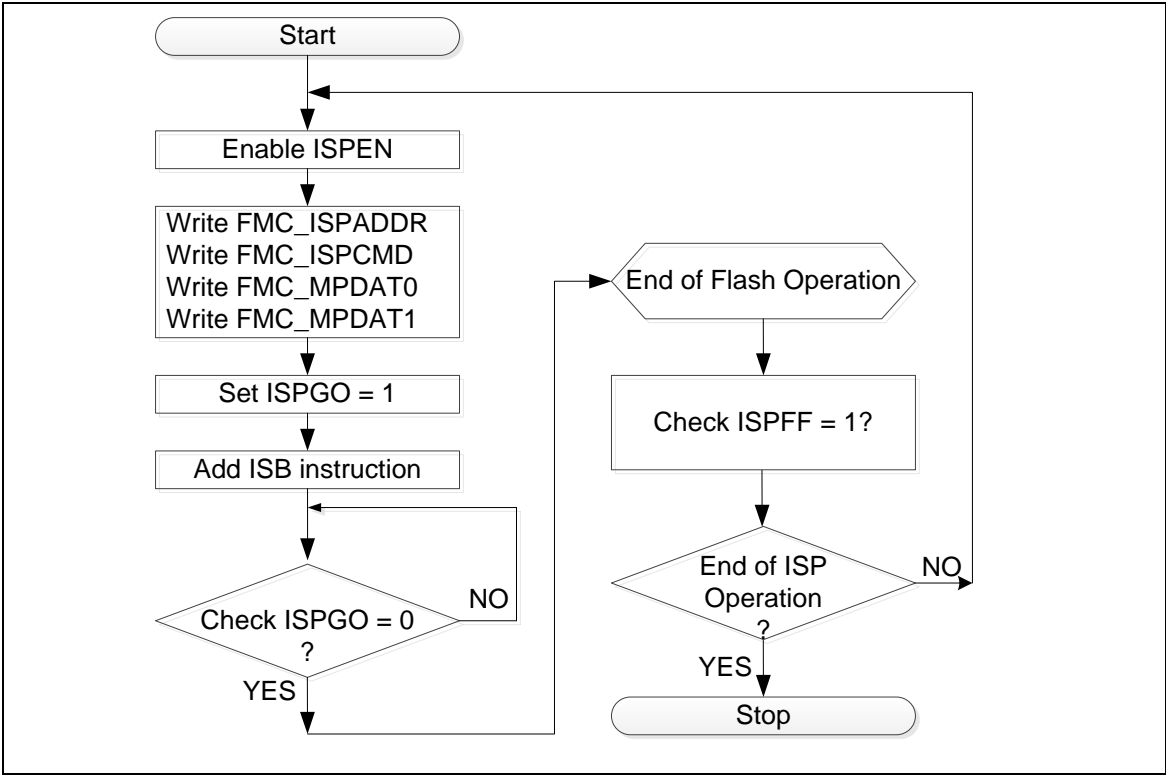 Start
Enable ISPEN
Write FMC_ISPADDR
Write FMC_ISPCMD
Write FMC_MPDAT0
Write FMC_MPDAT1
Set ISPGO = 1
Add ISB instruction
Check ISPGO = 0
?
NO
YES
End of Flash Operation
Check ISPFF = 1?
End of ISP
Operation
?
NO
YES
Stop